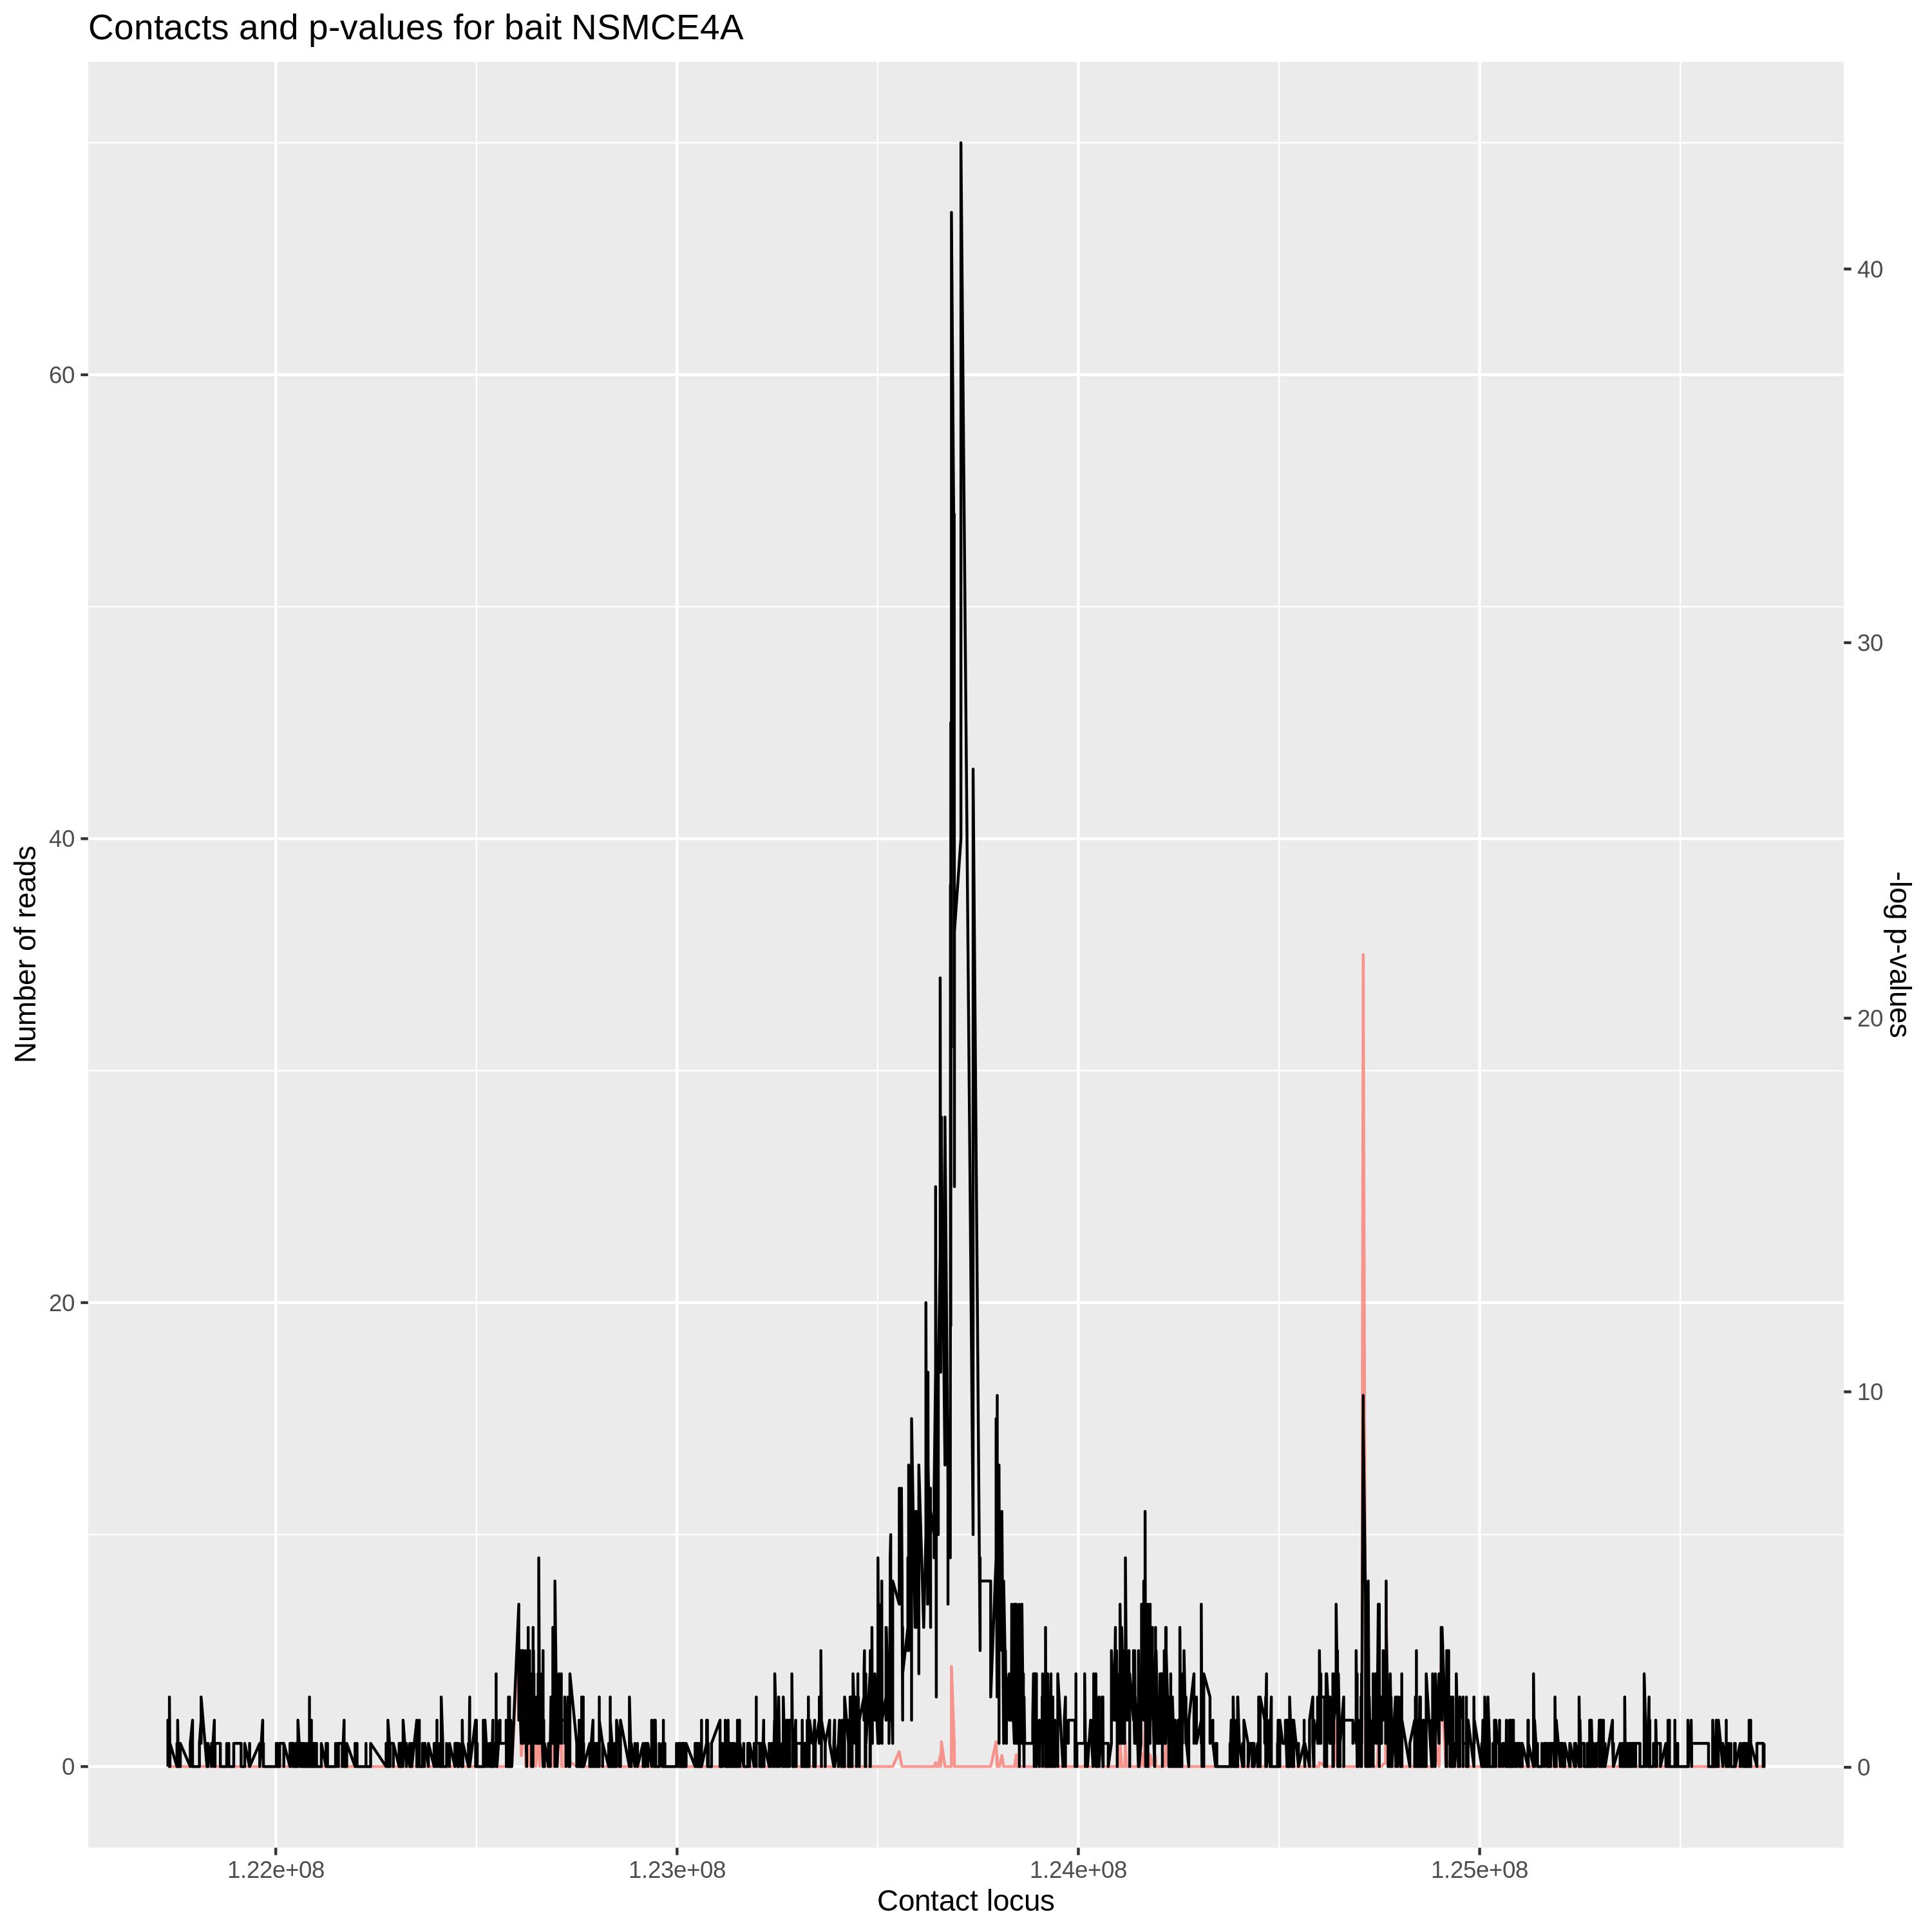 Contacts and p-values for bait NSMCE4A
60
40
20
0
Number of reads
40
30
20
10
0
-log p-values
1.22e+08
1.23e+08
1.24e+08
1.25e+08
Contact locus